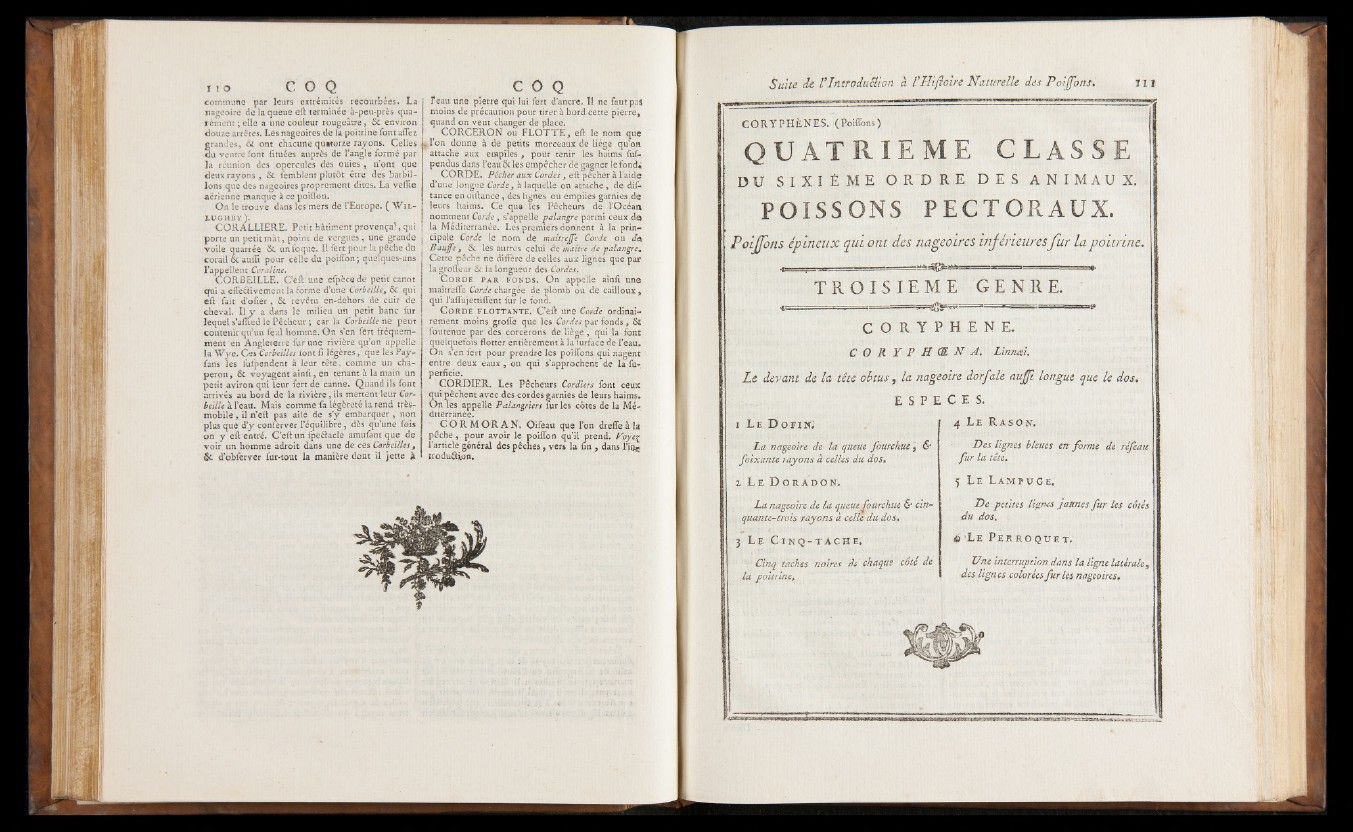 110 COQ
commune par leurs extrêmités recourbées. La
nageoire de la queue eſt terminée à-peu-près qua-
rément ; elle a une couleur rougeâtre, & environ
douze arrêtes. Les nageoires de la poitrine ſont aſſez
grandes, & ont chacune quatorze rayons. Celles
du ventre ſont ſituées auprès de l'angle formé par
la réunion des opercules des ouies, n'ont que
deux rayons, & ſemblent plutôt être des barbil-
lons que des nageoires proprement dites. La veſſie
aérienne manque à ce poiſſon.
On le trouve dans les mers de l'Europe. ( WIL-
LUGHBY ).
CORALLIERE. Petit bâtiment provençal, qui
porte un petit mât, point de vergues, une grande
voile quarrée & un foque. Il ſert pour la pêche du
corail & auſſi pour celle du poiſſon ; quelques-uns
l'appellent Coraline.
CORBEILLE. C'eſt une eſpèce de petit canot
qui a effectivement la forme d'une Corbeille, & qui
eſt fait d'oſier, & revêtu en-dehors de cuir de
cheval. Il y a dans le milieu un petit banc ſur
lequel s'aſſied le Pêcheur ; car la Corbeille ne peut
contenir qu'un ſeul homme. On s'en ſert fréquem-
ment en Angleterre ſur une rivière qu'on appelle
la Wye. Ces Corbeilles ſont ſi légères, que les Pay-
ſans les ſuſpendent à leur tête, comme un cha-
peron, & voyagent ainſi, en tenant à la main un
petit aviron qui leur ſert de canne. Quand ils ſont
arrivés au bord de la rivière, ils mettent leur Cor-
beille à l'eau. Mais comme ſa légèreté la rend très-
mobile, il n'eſt pas aiſé de s'y embarquer, non
plus que d'y conſerver l'équilibre, dès qu'une fois
on y eſt entré. C'eſt un ſpectacle amuſant que de
voir un homme adroit dans une de ces Corbeilles,
& d'obſerver ſur-tout la manière dont il jette à
COQ
l'eau une pierre qui lui ſert d'ancre. Il ne faut pas
moins de précaution pour tirer à bord cette pierre,
quand on veut changer de place.
CORCERON ou FLOTTE, eſt le nom que
l'on donne à de petits morceaux de liège qu'on
attache aux empiles, pour tenir les haims ſuſ-
pendus dans l'eau & les empêcher de gagner le fond.
CORDE. Pêcher aux Cordes, eſt pêcher à l'aide
d'une longue Corde, à laquelle on attache, de diſ-
tance en diſtance, des lignes ou empiles garnies de
leurs haims. Ce que les Pêcheurs de l'Océan
nomment Corde, s'appelle palangre parmi ceux de
la Méditerranée. Les premiers donnent à la prin-
cipale Corde le nom de maîtreſſe Corde ou de
Bauffe, & les autres celui de maître de palangre.
Cette pêche ne diffère de celles aux lignes que par
la groſſeur & la longueur des Cordes.
CORDE PAR FONDS. On appelle ainſi une
maîtreſſe Corde chargée de plomb ou de cailloux,
qui l'aſſujettiſſent ſur le fond.
CORDE FLOTTANTE. C'eſt une Corde ordinai-
rement moins groſſe que les Cordes par fonds, &
ſoutenue par des corcerons de liège, qui la font
quelquefois flotter entièrement à la ſurface de l'eau.
On s'en ſert pour prendre les poiſſons qui nagent
entre deux eaux, ou qui s'approchent de la ſu-
perficie.
CORDIER. Les Pêcheurs Cordiers ſont ceux
qui pêchent avec des cordes garnies de leurs haims.
On les appelle Palangriers ſur les côtes de la Mé-
diterranée.
CORMORAN. Oiſeau que l'on dreſſe à la
pêche, pour avoir le poiſſon qu'il prend. Voyez
l'article général des pêches, vers la fin, dans l'in-
troduction.
Suite de l'Introduction à l'Hiſtoire Naturelle des Poiſſons. 111
CORYPHÈNES. (Poiſſons)
QUATRIEME CLASSE
DU SIXIÉME ORDRE DES ANIMAUX.
POISSONS PECTORAUX.
Poiſſons épineux qui ont des nageoires inférieures ſur la poitrine.
TROISIEME GENRE.
CORYPHENE.
CORYPHŒNA. Linnæi.
Le devant de la tête obtus, la nageoire dorſale auſſi longue que le dos.
ESPECES.
1 LE DOFIN.
La nageoire de la queue fourchue, &
ſoixante rayons à celles du dos.
2 LE DORADON.
La nageoire de la queue fourchue & cin-
quante-trois rayons à celle du dos.
3 LE CINQ-TACHE.
Cinq taches noires de chaque côté de
la poitrine.
4 LE RASON.
Des lignes bleues en forme de réſeau
ſur la tête.
5 LE LAMPUGE.
De petites lignes jaunes ſur les côtés
du dos.
6 LE PERROQUET.
Une interruption dans la ligne latérale,
des lignes colorées ſur les nageoires.